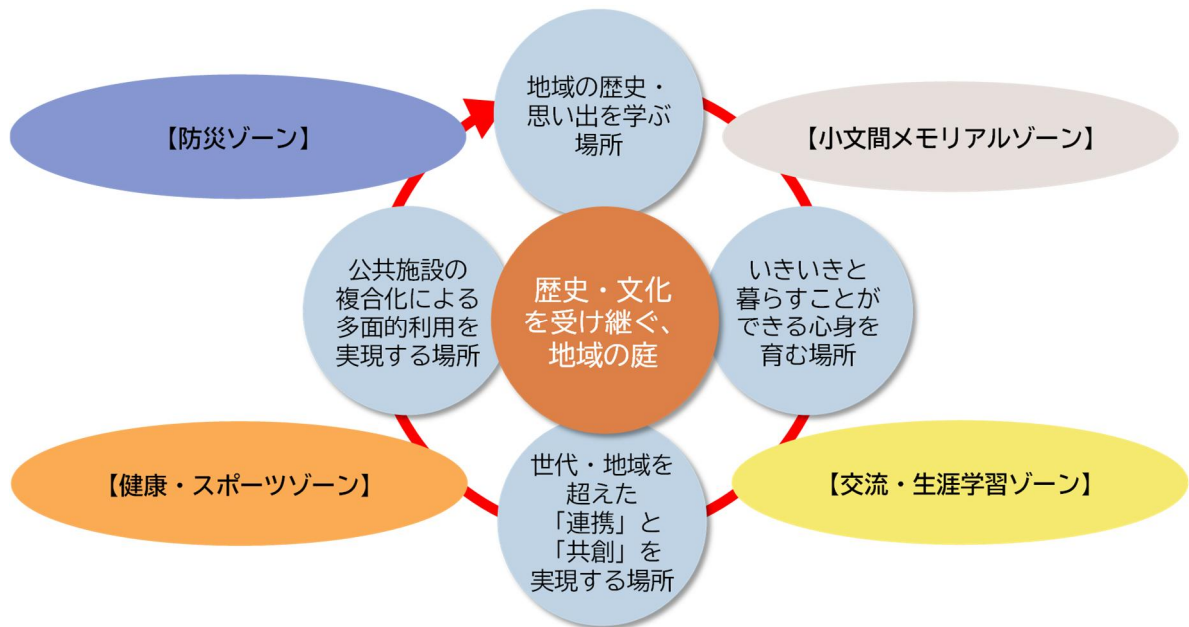 地域の歴史・
思い出を学ぶ
場所
【防災ゾーン】
【小文間メモリアルゾーン】
公共施設の
複合化による
多面的利用を
実現する場所
歴史・文化
を受け継ぐ、
地域の庭
いきいきと
暮らすことが
できる心身を
育む場所
【健康・スポーツゾーン】
世代・地域を
超えた
「連携」と
「共創」を
実現する場所
【交流・生涯学習ゾーン】